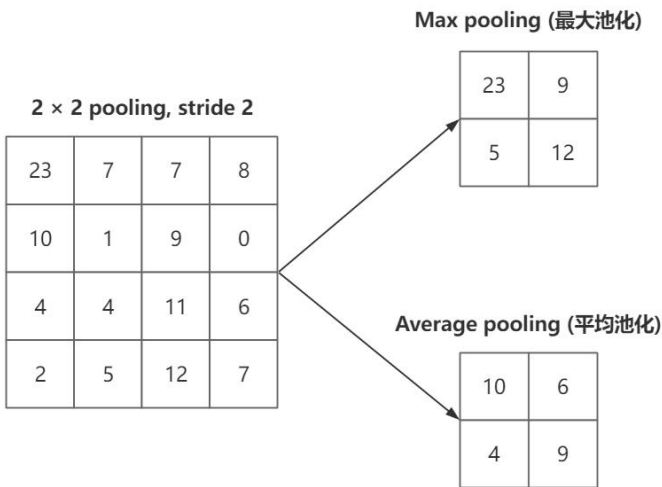 Max pooling (最大池化)
23 9
5 12
2 × 2 pooling, stride 2
23 7 7 8
10 1 9 0
4 4 11 6
2 5 12 7
Average pooling (平均池化)
10 6
4 9